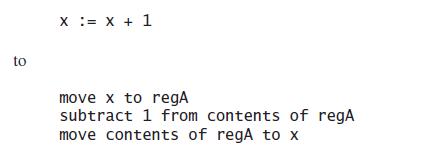 x := x + 1
to
move x to regA
subtract 1 from contents of regA
move contents of regA to x